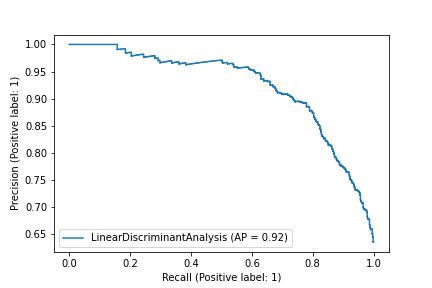 1.00
0.95
0.90
0.85
0.80
0.75
0.70
0.65
Precision (Positive label: 1)
LinearDiscriminantAnalysis (AP = 0.92)
0.0 0.2 0.4 0.6 0.8 1.0
Recall (Positive label: 1)